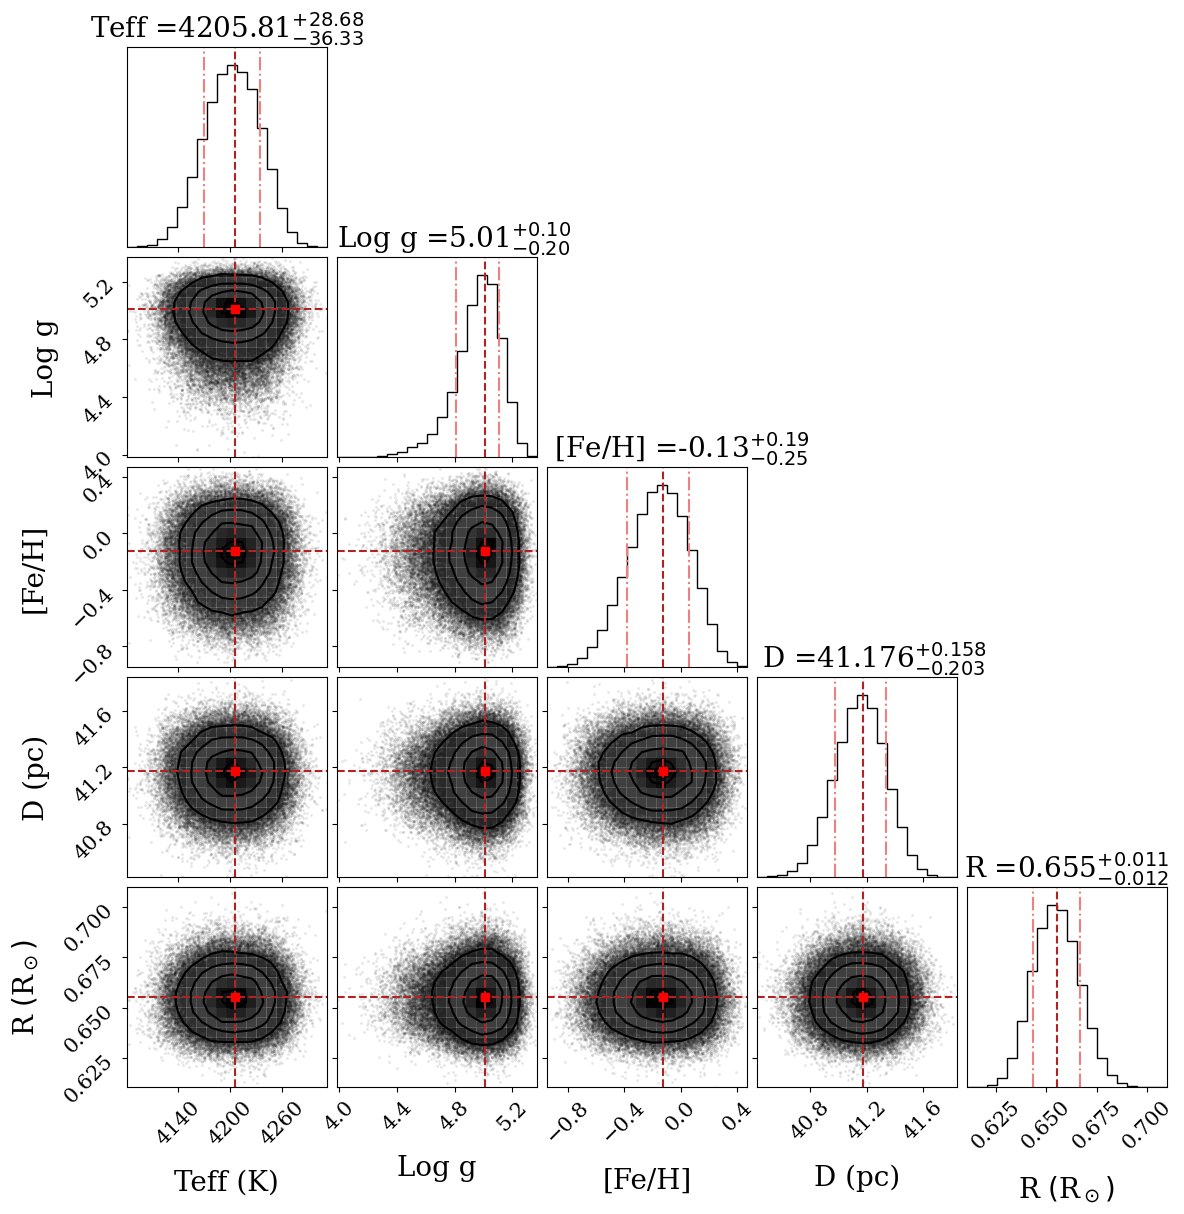 Teff =4205.81+28.68−36.33
Log g =5.01+0.10−0.20
5.2
4.8
4.4
4.0
Log g
[Fe/H] =-0.13+0.19−0.25
0.4
0.0
−0.4
−0.8
[Fe/H]
D =41.176+0.158−0.203
41.6
41.2
40.8
D (pc)
R =0.655+0.011−0.012
0.700
0.675
0.650
0.625
R (R⊙)
4140 4200 4260
4.0 4.4 4.8 5.2
−0.8 −0.4 0.0 0.4
40.8 41.2 41.6
0.625 0.650 0.675 0.700
Teff (K)
Log g
[Fe/H]
D (pc)
R (R⊙)